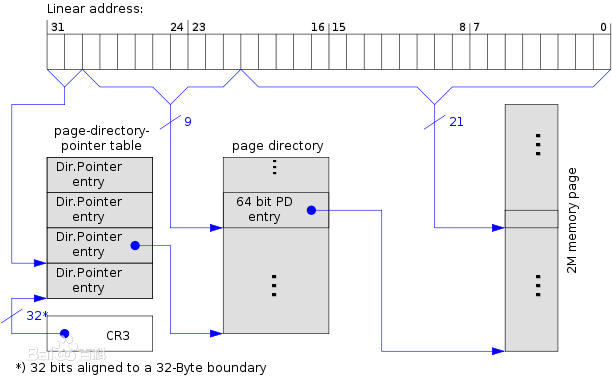 Linear address:
31 24 23 16 15 8 7 0
9
21
page-directory-
pointer table
page directory
Dir.Pointer
entry
Dir.Pointer
entry
Dir.Pointer
entry
Dir.Pointer
entry
64 bit PD
entry
2M memory page
32*
CR3
*) 32 bits aligned to a 32-Byte boundary